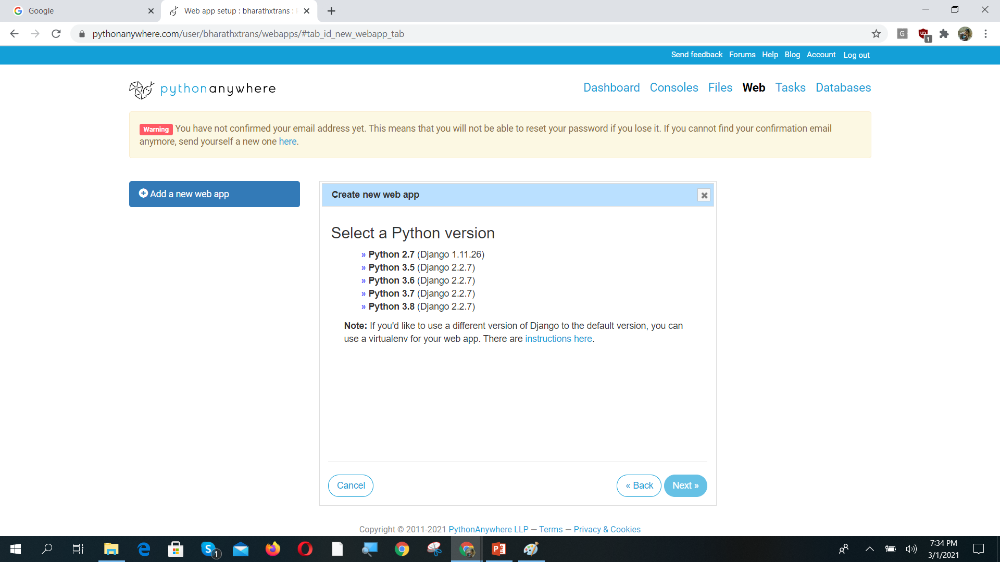 Google
Web app setup : bharathxtrans :
pythonanywhere.com/user/bharathxtrans/webapps/#tab_id_new_webapp_tab
G
1
Send feedback Forums Help Blog Account Log out
pythonanywhere
Dashboard Consoles Files Web Tasks Databases
Warning You have not confirmed your email address yet. This means that you will not be able to reset your password if you lose it. If you cannot find your confirmation email
anymore, send yourself a new one here.
Add a new web app
Create new web app
Select a Python version
» Python 2.7 (Django 1.11.26)
» Python 3.5 (Django 2.2.7)
» Python 3.6 (Django 2.2.7)
» Python 3.7 (Django 2.2.7)
» Python 3.8 (Django 2.2.7)
Note: If you'd like to use a different version of Django to the default version, you can
use a virtualenv for your web app. There are instructions here.
Cancel
« Back
Next »
Copyright © 2011-2021 PythonAnywhere LLP — Terms — Privacy & Cookies
1
7:34 PM
3/1/2021